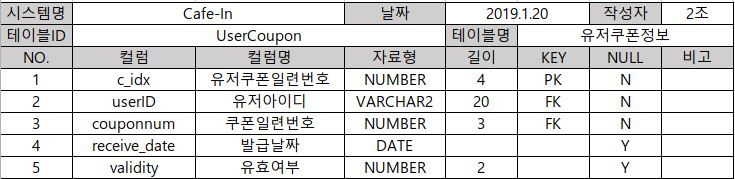 시스템명 Cafe-In 날짜 2019.1.20 작성자 2조
테이블ID UserCoupon 테이블명 유저쿠폰정보
NO. 컬럼 컬럼명 자료형 길이 KEY NULL 비고
1 c_idx 유저쿠폰일련번호 NUMBER 4 PK N
2 userID 유저아이디 VARCHAR2 20 FK N
3 couponnum 쿠폰일련번호 NUMBER 3 FK N
4 receive_date 발급날짜 DATE Y
5 validity 유효여부 NUMBER 2 Y